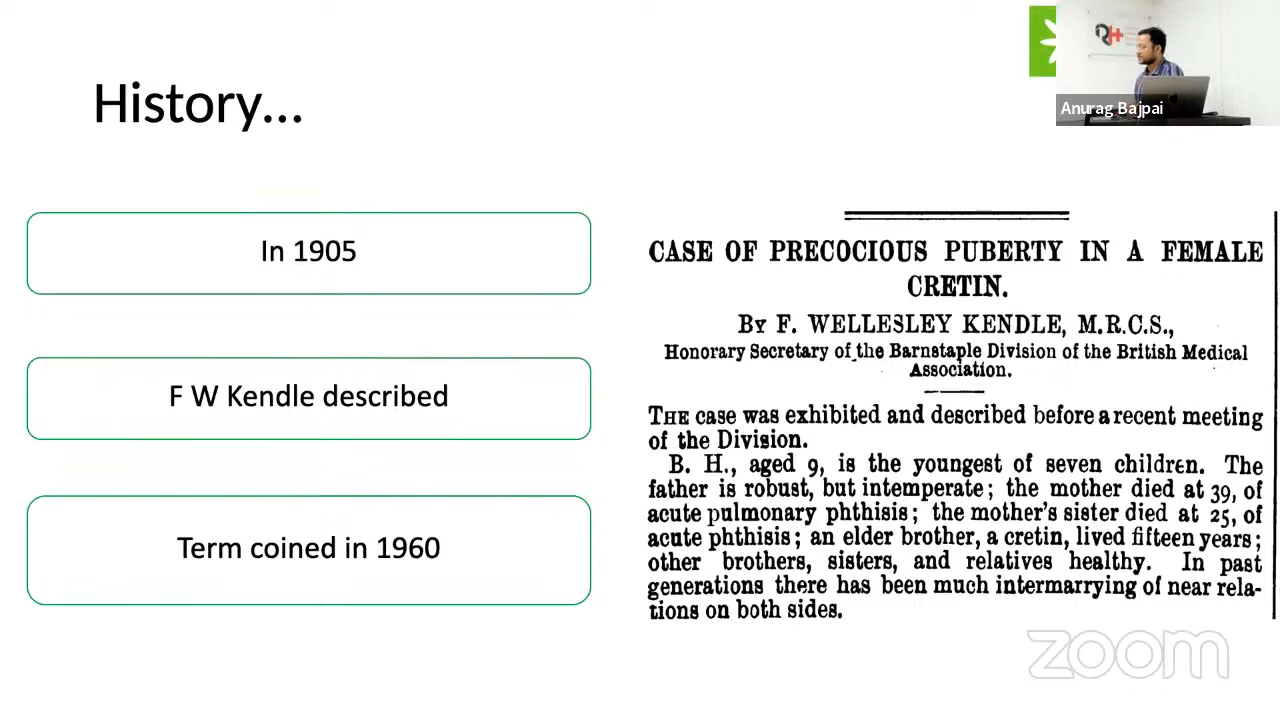 History...
In 1905
F W Kendle described
Term coined in 1960
CASE OF PRECOCIOUS PUBERTY IN A FEMALE
CRETIN.
By F. WELLESLEY KENDLE, M.R.C.S.,
Honorary Secretary of the Barnstaple Division of the British Medical
Association.
THE case was exhibited and described before a recent meeting
of the Division.
B. H., aged 9, is the youngest of seven children. The
father is robust, but intemperate; the mother died at 39, of
acute pulmonary phthisis; the mother's sister died at 25, of
acute phthisis; an elder brother, a cretin, lived fifteen years;
other brothers, sisters, and relatives healthy. In past
generations there has been much intermarrying of near rela-
tions on both sides.
RH+
Anurag Bajpai
zoom